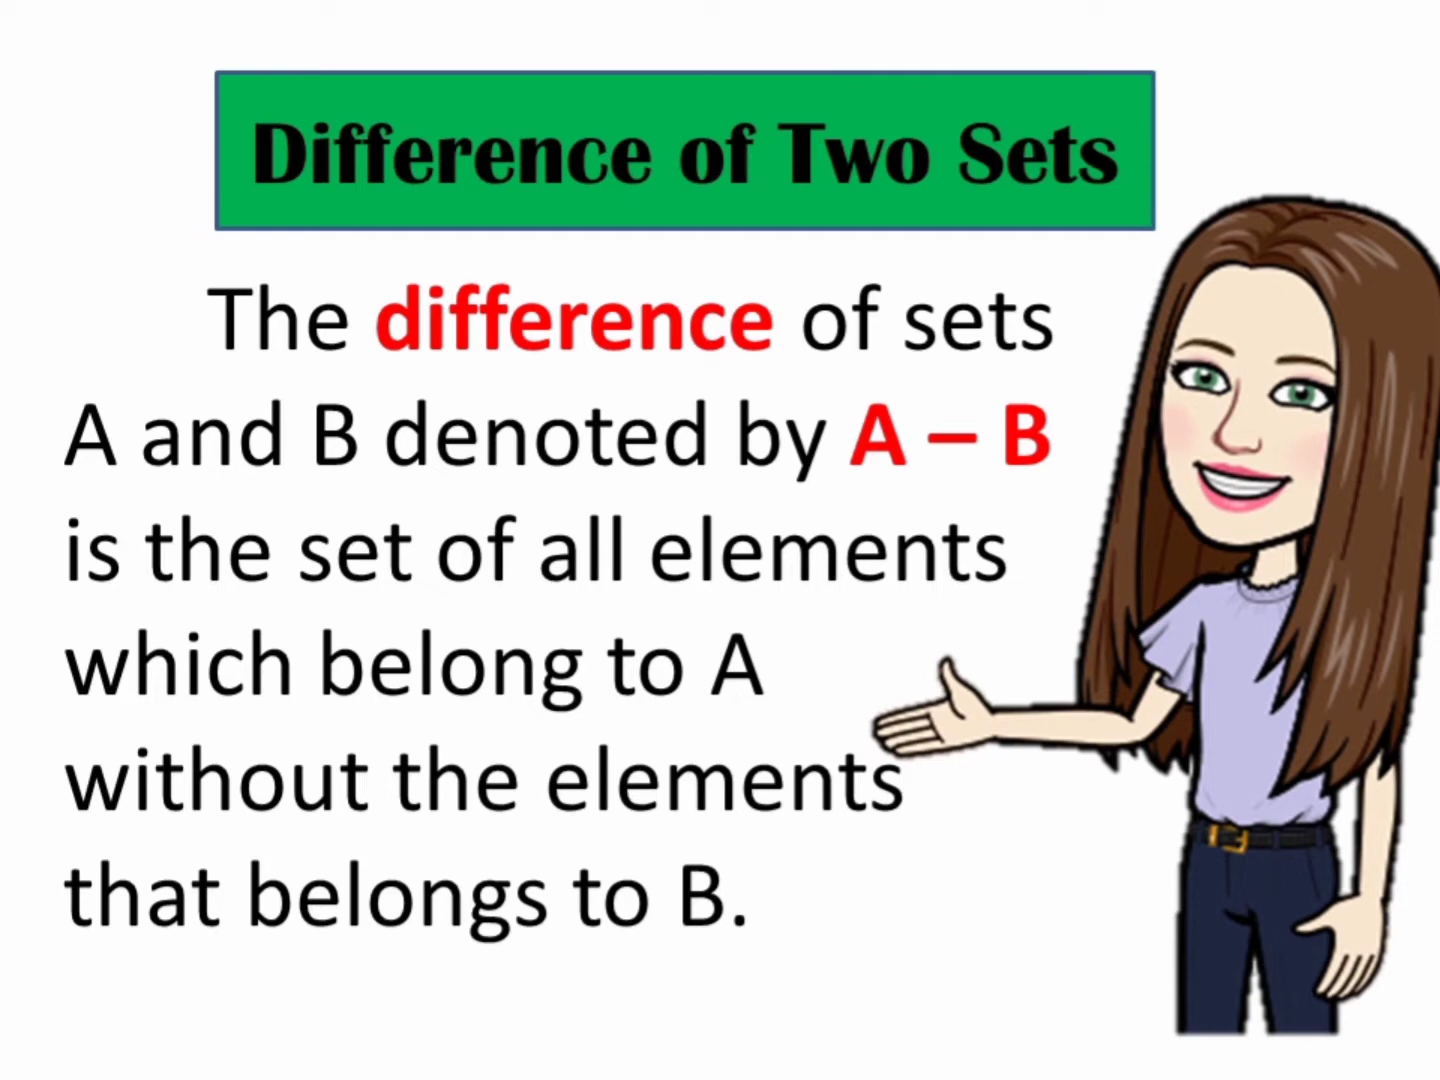 Difference of Two Sets
The difference of sets
A and B denoted by A – B
is the set of all elements
which belong to A
without the elements
that belongs to B.